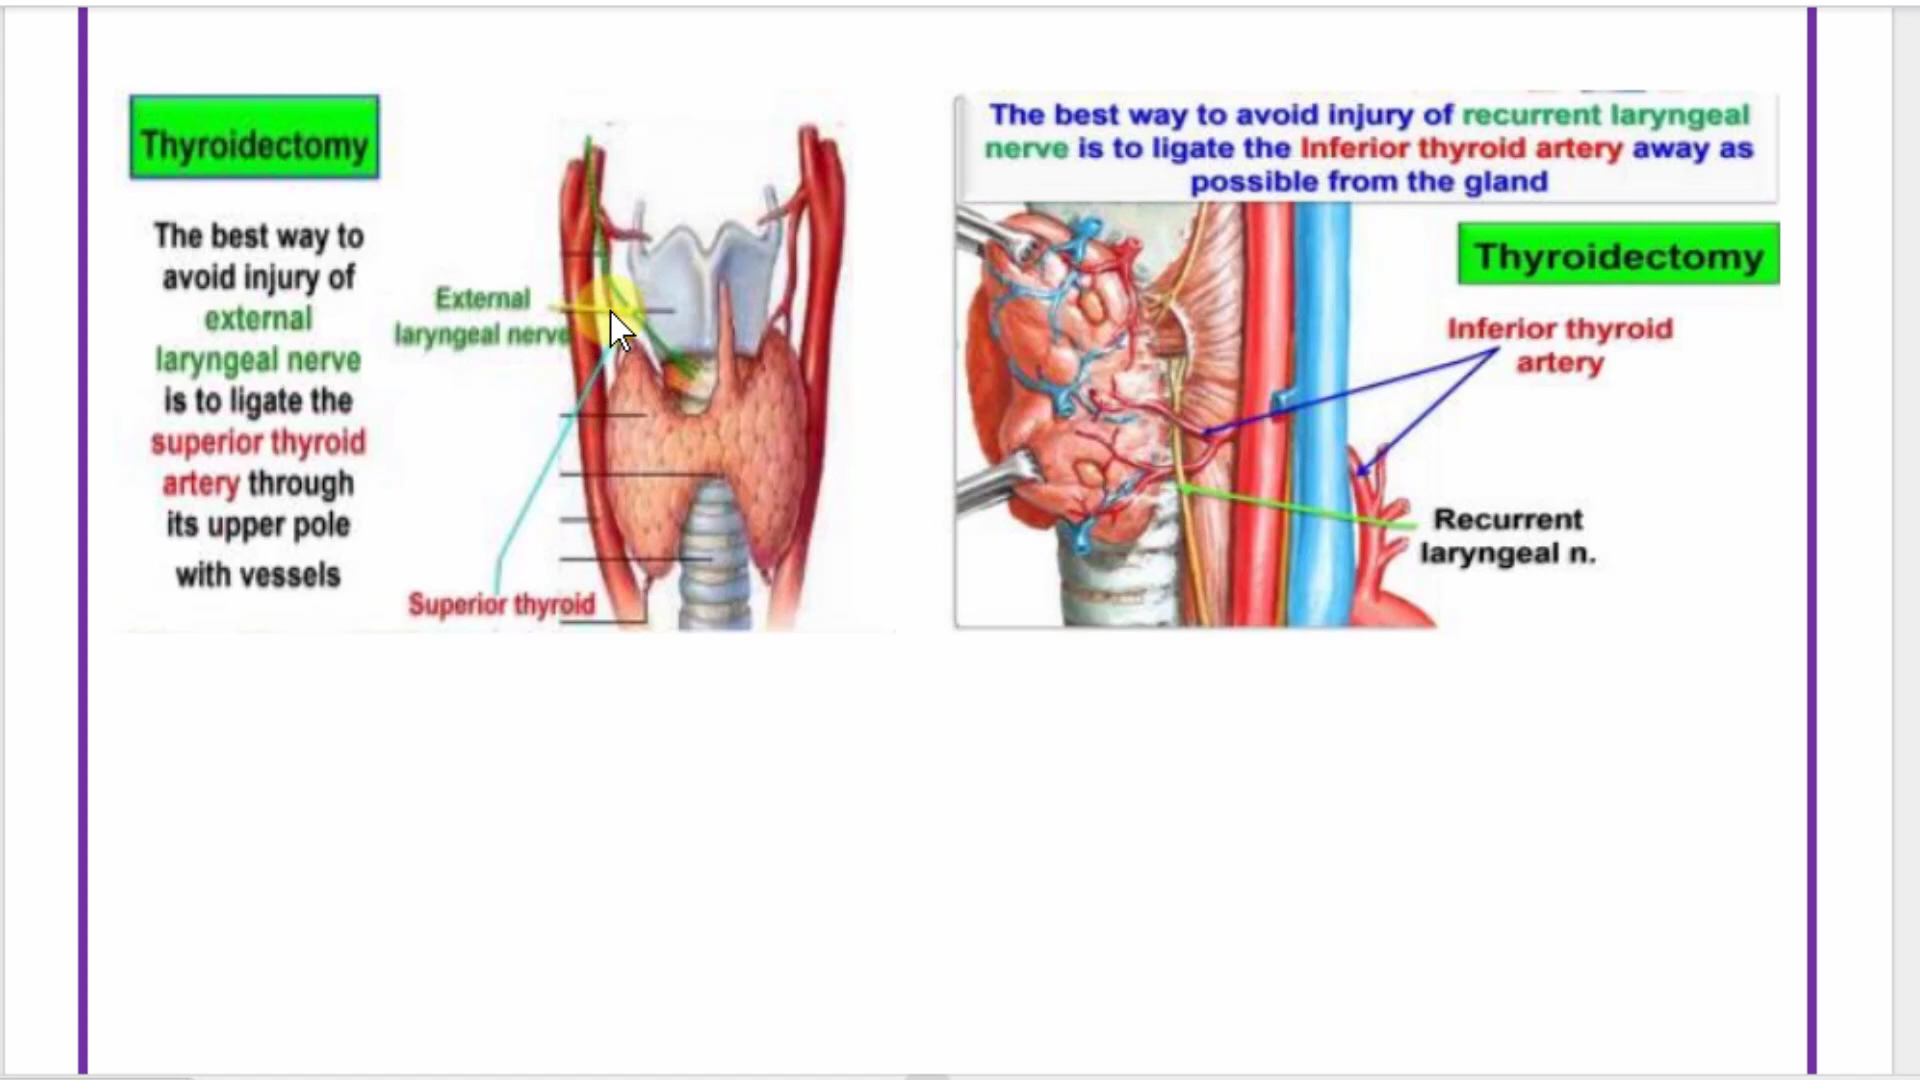 Thyroidectomy
The best way to
avoid injury of
external
laryngeal nerve
is to ligate the
superior thyroid
artery through
its upper pole
with vessels
External
laryngeal nerve
Superior thyroid
The best way to avoid injury of recurrent laryngeal
nerve is to ligate the Inferior thyroid artery away as
possible from the gland
Thyroidectomy
Inferior thyroid
artery
Recurrent
laryngeal n.